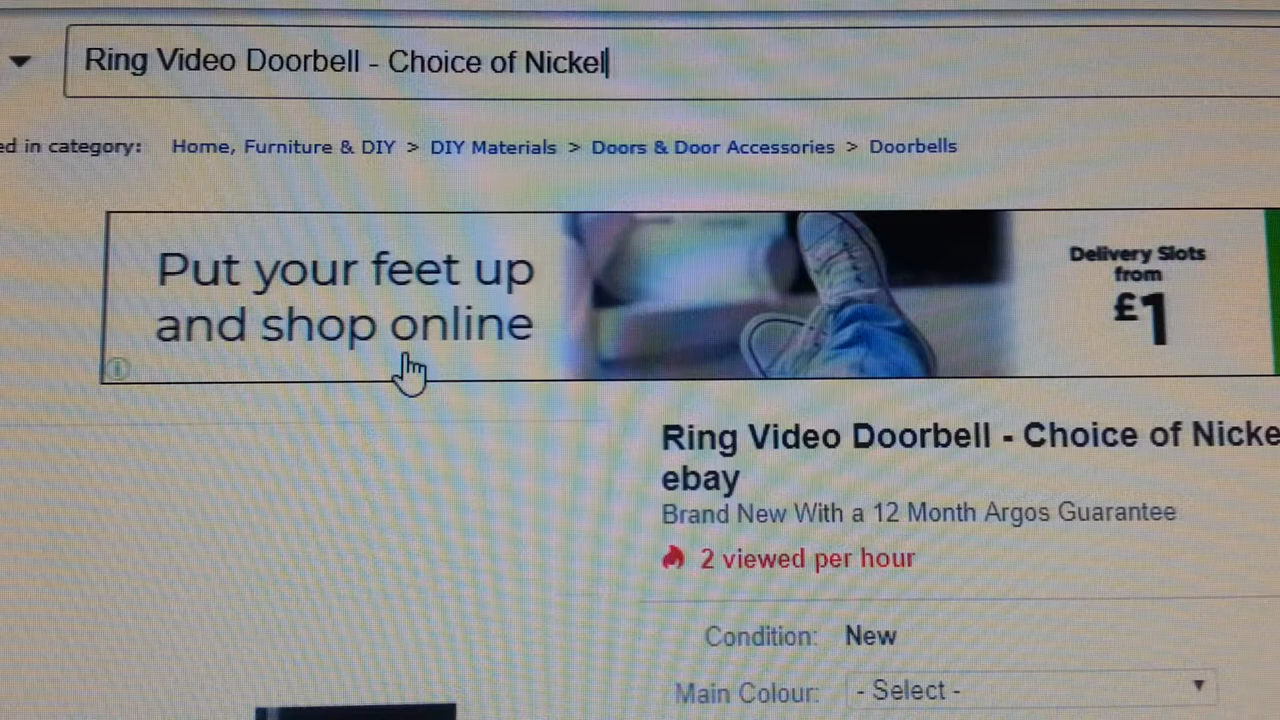 Ring Video Doorbell - Choice of Nickel
ed in category: Home, Furniture & DIY > DIY Materials > Doors & Door Accessories > Doorbells
Put your feet up
and shop online
Delivery Slots
from
£1
Ring Video Doorbell - Choice of Nicke
ebay
Brand New With a 12 Month Argos Guarantee
2 viewed per hour
Condition: New
Main Colour: - Select -